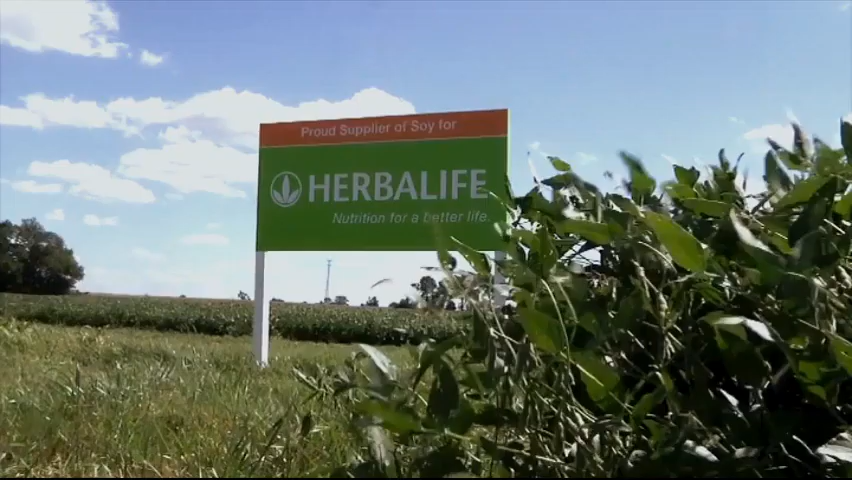 Proud Supplier of Soy for
HERBALIFE
Nutrition for a better life.